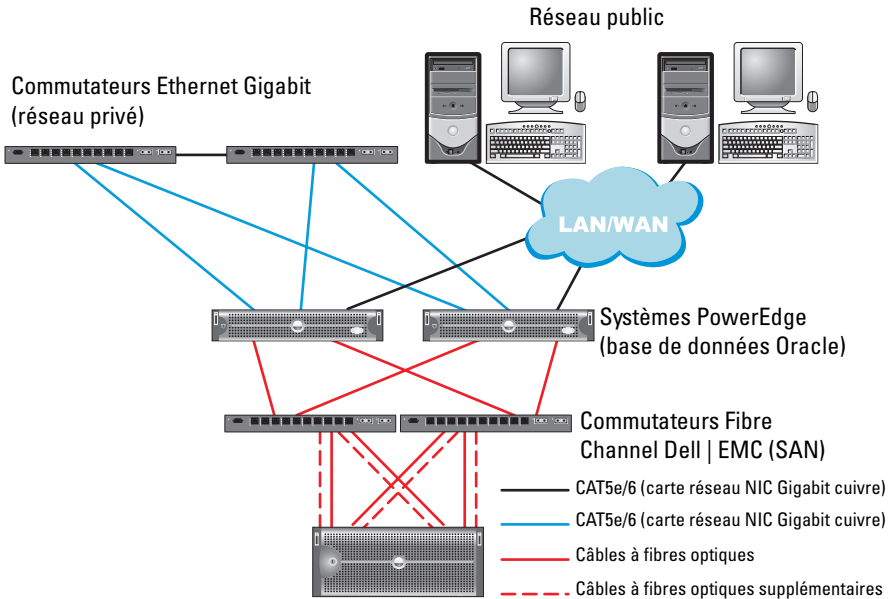 Réseau public
Commutateurs Ethernet Gigabit
(réseau privé)
LAN/WAN
Systèmes PowerEdge
(base de données Oracle)
Commutateurs Fibre
Channel Dell | EMC (SAN)
CAT5e/6 (carte réseau NIC Gigabit cuivre)
CAT5e/6 (carte réseau NIC Gigabit cuivre)
Câbles à fibres optiques
Câbles à fibres optiques supplémentaires